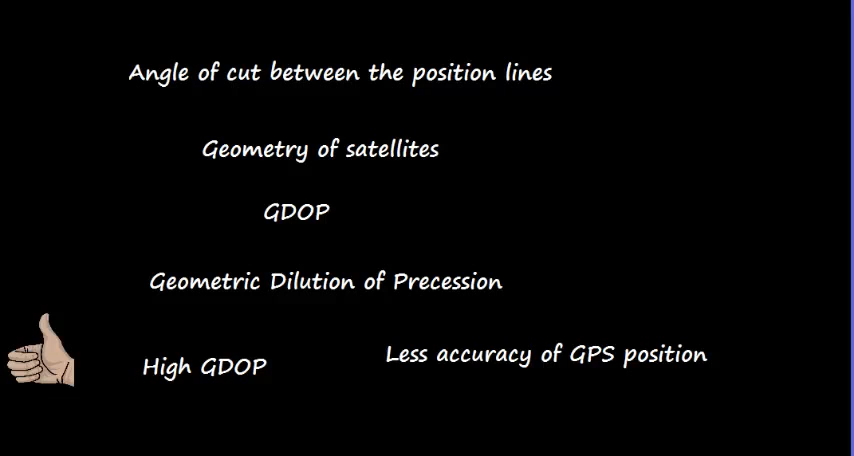 Angle of cut between the position lines
Geometry of satellites
GDOP
Geometric Dilution of Precession
High GDOP
Less accuracy of GPS position